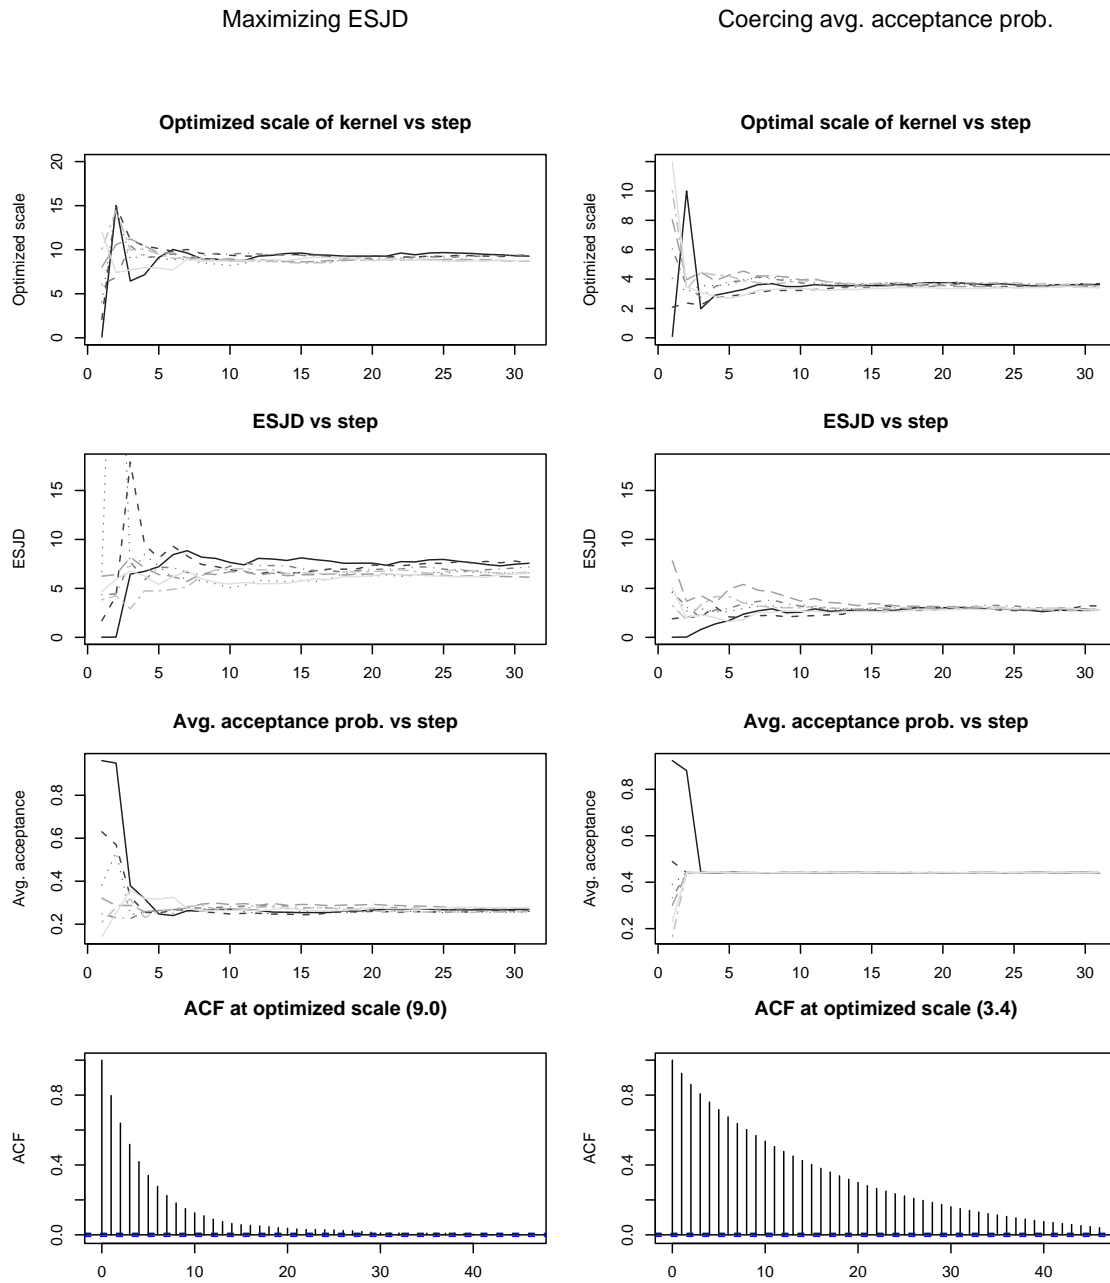 Maximizing ESJD
Coercing avg. acceptance prob.
Optimized scale of kernel vs step
Optimized scale
0 5 10 15 20
0 5 10 15 20 25 30
Optimal scale of kernel vs step
Optimized scale
0 2 4 6 8 10
0 5 10 15 20 25 30
ESJD vs step
ESJD
0 5 10 15
0 5 10 15 20 25 30
ESJD vs step
ESJD
0 5 10 15
0 5 10 15 20 25 30
Avg. acceptance prob. vs step
Avg. acceptance
0.2 0.4 0.6 0.8
0 5 10 15 20 25 30
Avg. acceptance prob. vs step
Avg. acceptance
0.2 0.4 0.6 0.8
0 5 10 15 20 25 30
ACF at optimized scale (9.0)
ACF
0.0 0.4 0.8
0 10 20 30 40
ACF at optimized scale (3.4)
ACF
0.0 0.4 0.8
0 10 20 30 40